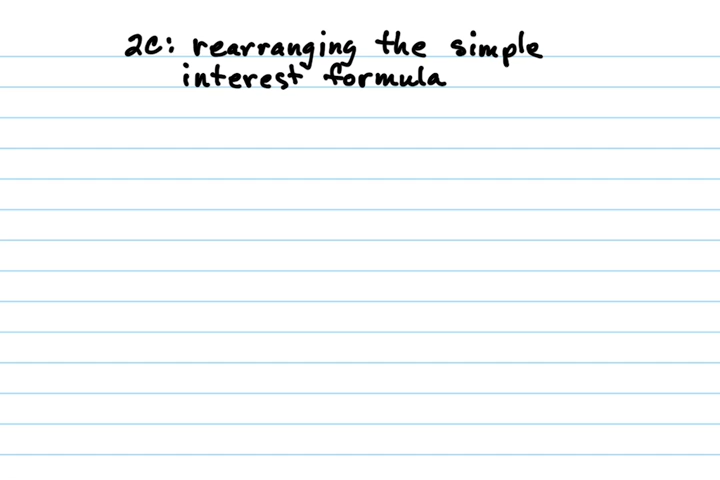 2c: rearranging the simple
interest formula